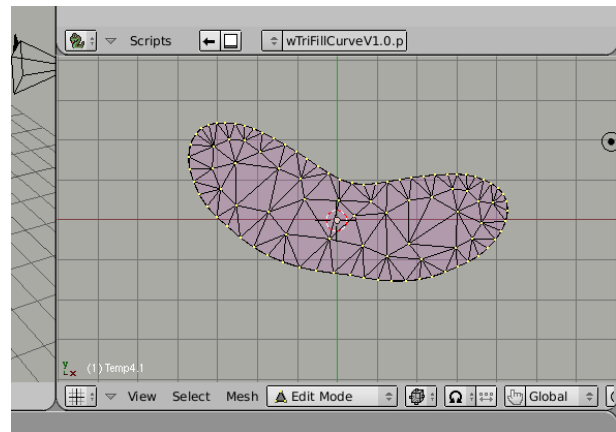 Scripts wTriFillCurveV1.0.p
y
x
(1) Temp4.1
View Select Mesh Edit Mode Global